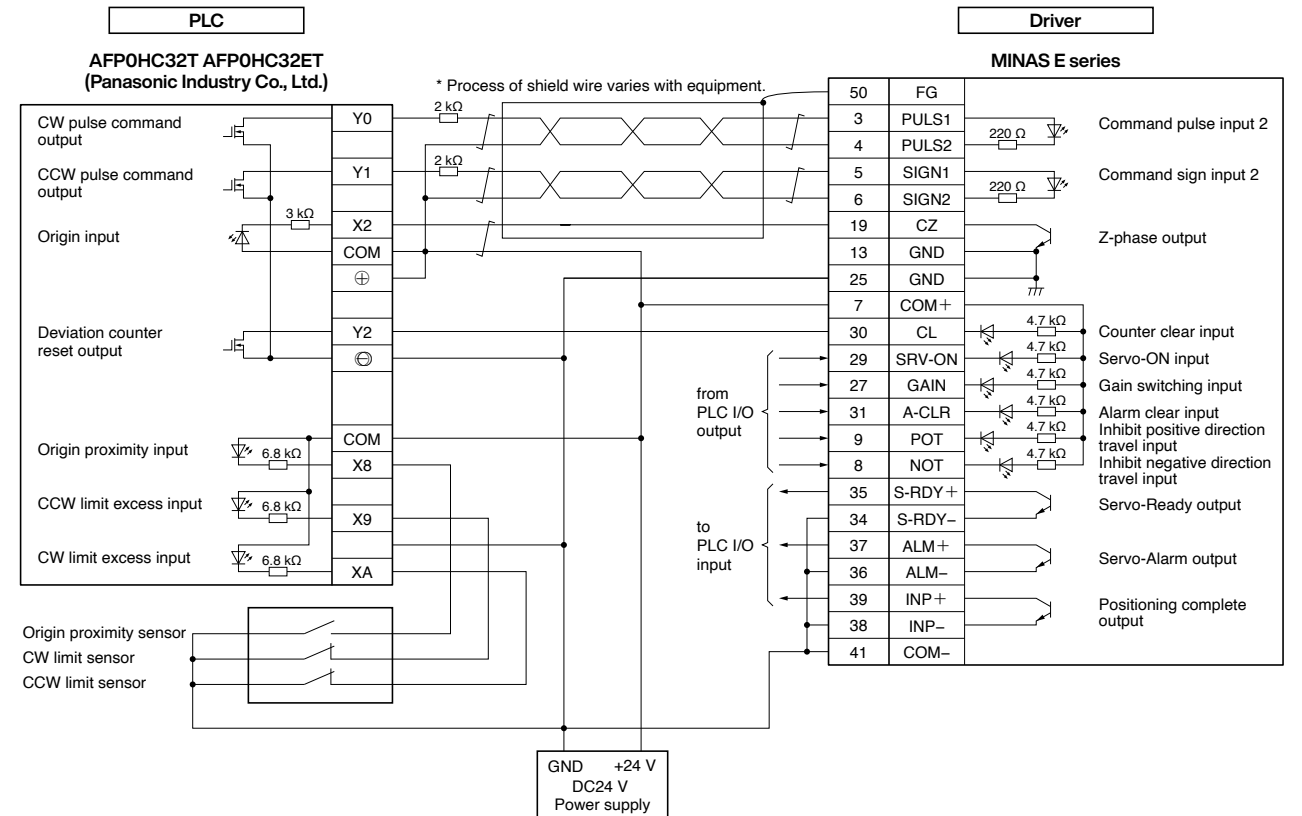 PLC
AFP0HC32T AFP0HC32ET
(Panasonic Industry Co., Ltd.)
CW pulse command
output
CCW pulse command
output
Origin input
3 kΩ
Deviation counter
reset output
Origin proximity input
6.8 kΩ
CCW limit excess input
6.8 kΩ
CW limit excess input
6.8 kΩ
Y0
Y1
X2
COM
⊕
Y2
⊖
COM
X8
X9
XA
Origin proximity sensor
CW limit sensor
CCW limit sensor
* Process of shield wire varies with equipment.
2 kΩ
2 kΩ
from
PLC I/O
output
to
PLC I/O
input
GND +24 V
DC24 V
Power supply
Driver
MINAS E series
50 FG
3 PULS1
4 PULS2
5 SIGN1
6 SIGN2
19 CZ
13 GND
25 GND
7 COM+
30 CL
29 SRV-ON
27 GAIN
31 A-CLR
9 POT
8 NOT
35 S-RDY+
34 S-RDY−
37 ALM+
36 ALM−
39 INP+
38 INP−
41 COM−
220 Ω
Command pulse input 2
220 Ω
Command sign input 2
Z-phase output
4.7 kΩ
Counter clear input
4.7 kΩ
Servo-ON input
4.7 kΩ
Gain switching input
4.7 kΩ
Alarm clear input
4.7 kΩ
Inhibit positive direction
travel input
4.7 kΩ
Inhibit negative direction
travel input
Servo-Ready output
Servo-Alarm output
Positioning complete
output